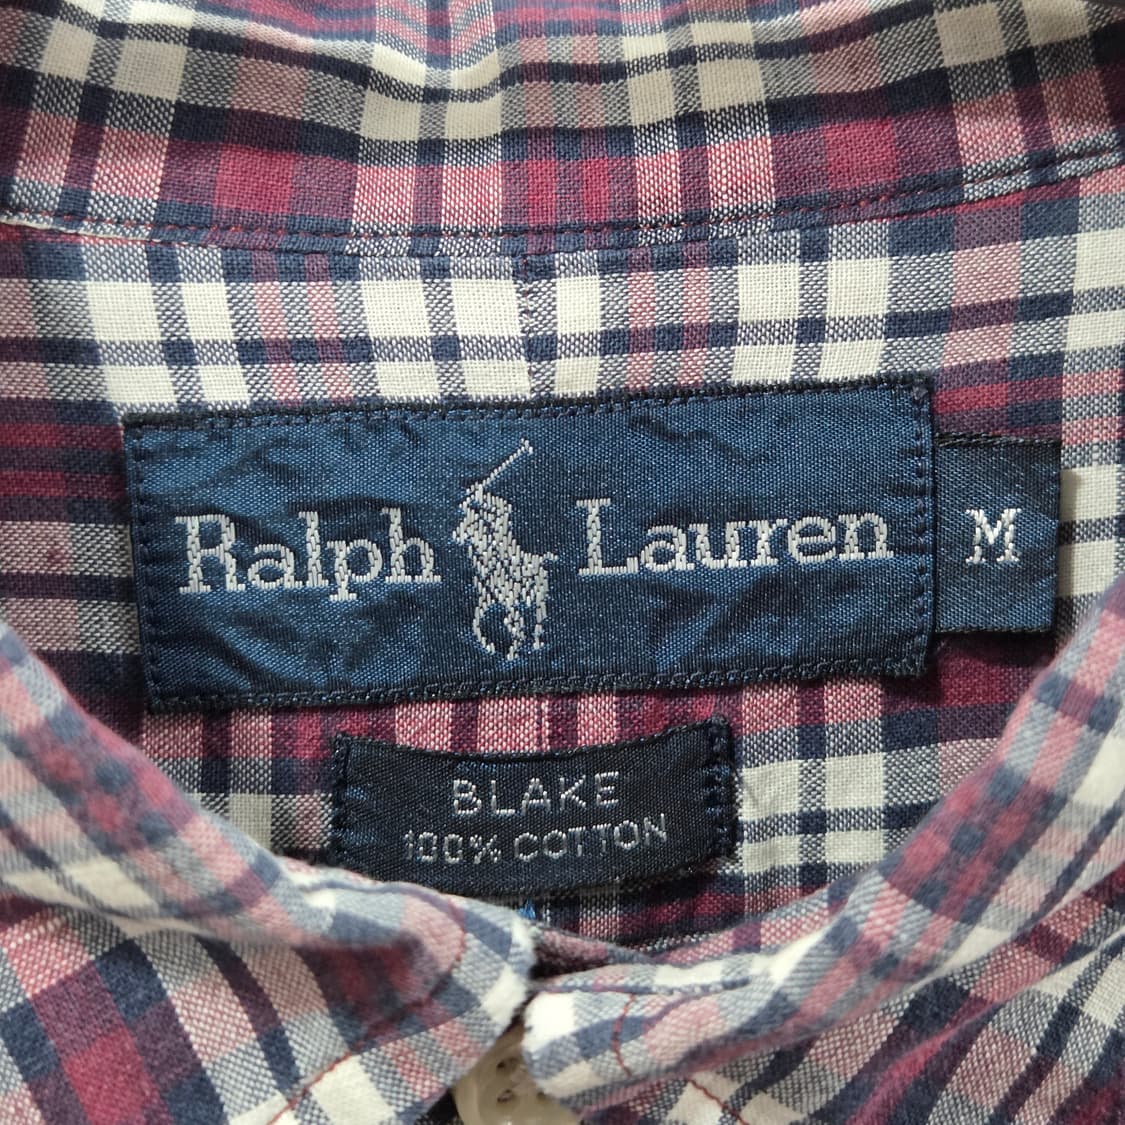 Ralph Lauren
M
BLAKE
100% COTTON